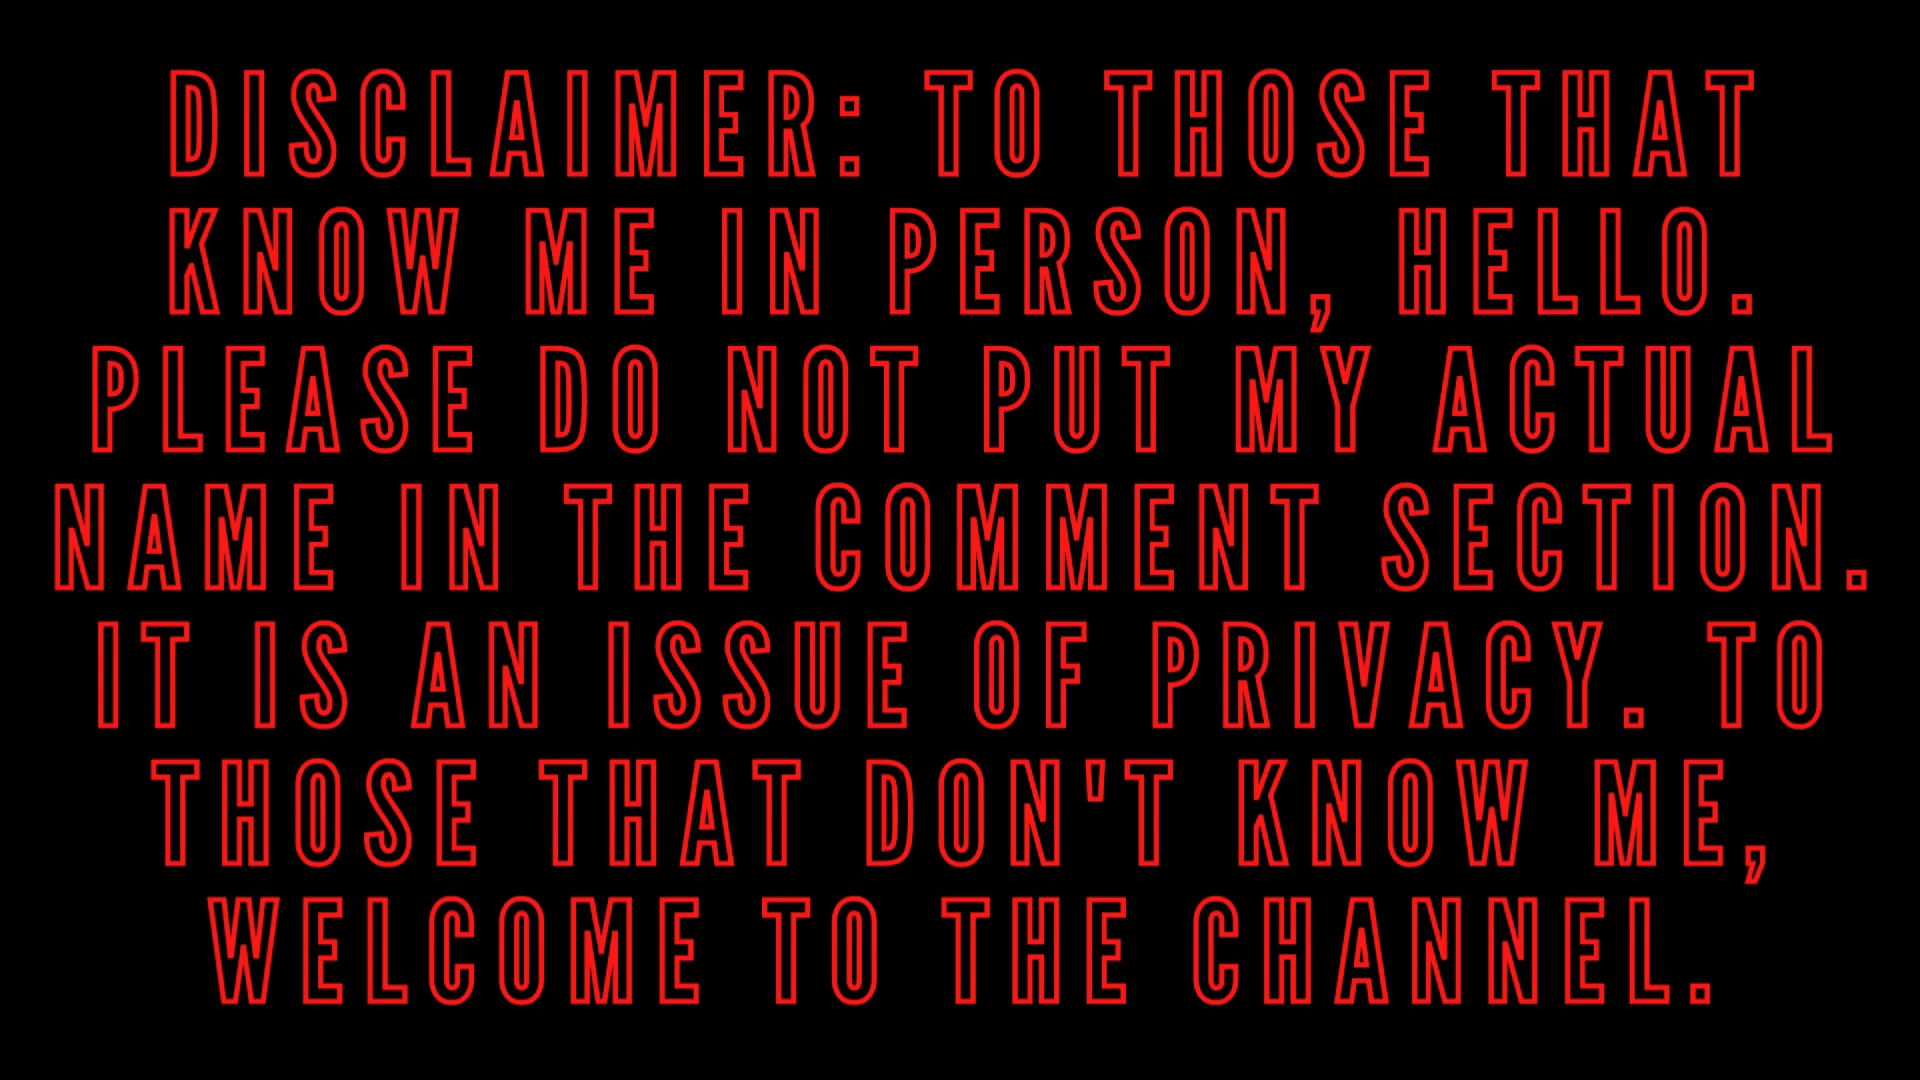 DISCLAIMER: TO THOSE THAT
KNOW ME IN PERSON, HELLO.
PLEASE DO NOT PUT MY ACTUAL
NAME IN THE COMMENT SECTION.
IT IS AN ISSUE OF PRIVACY. TO
THOSE THAT DON'T KNOW ME,
WELCOME TO THE CHANNEL.